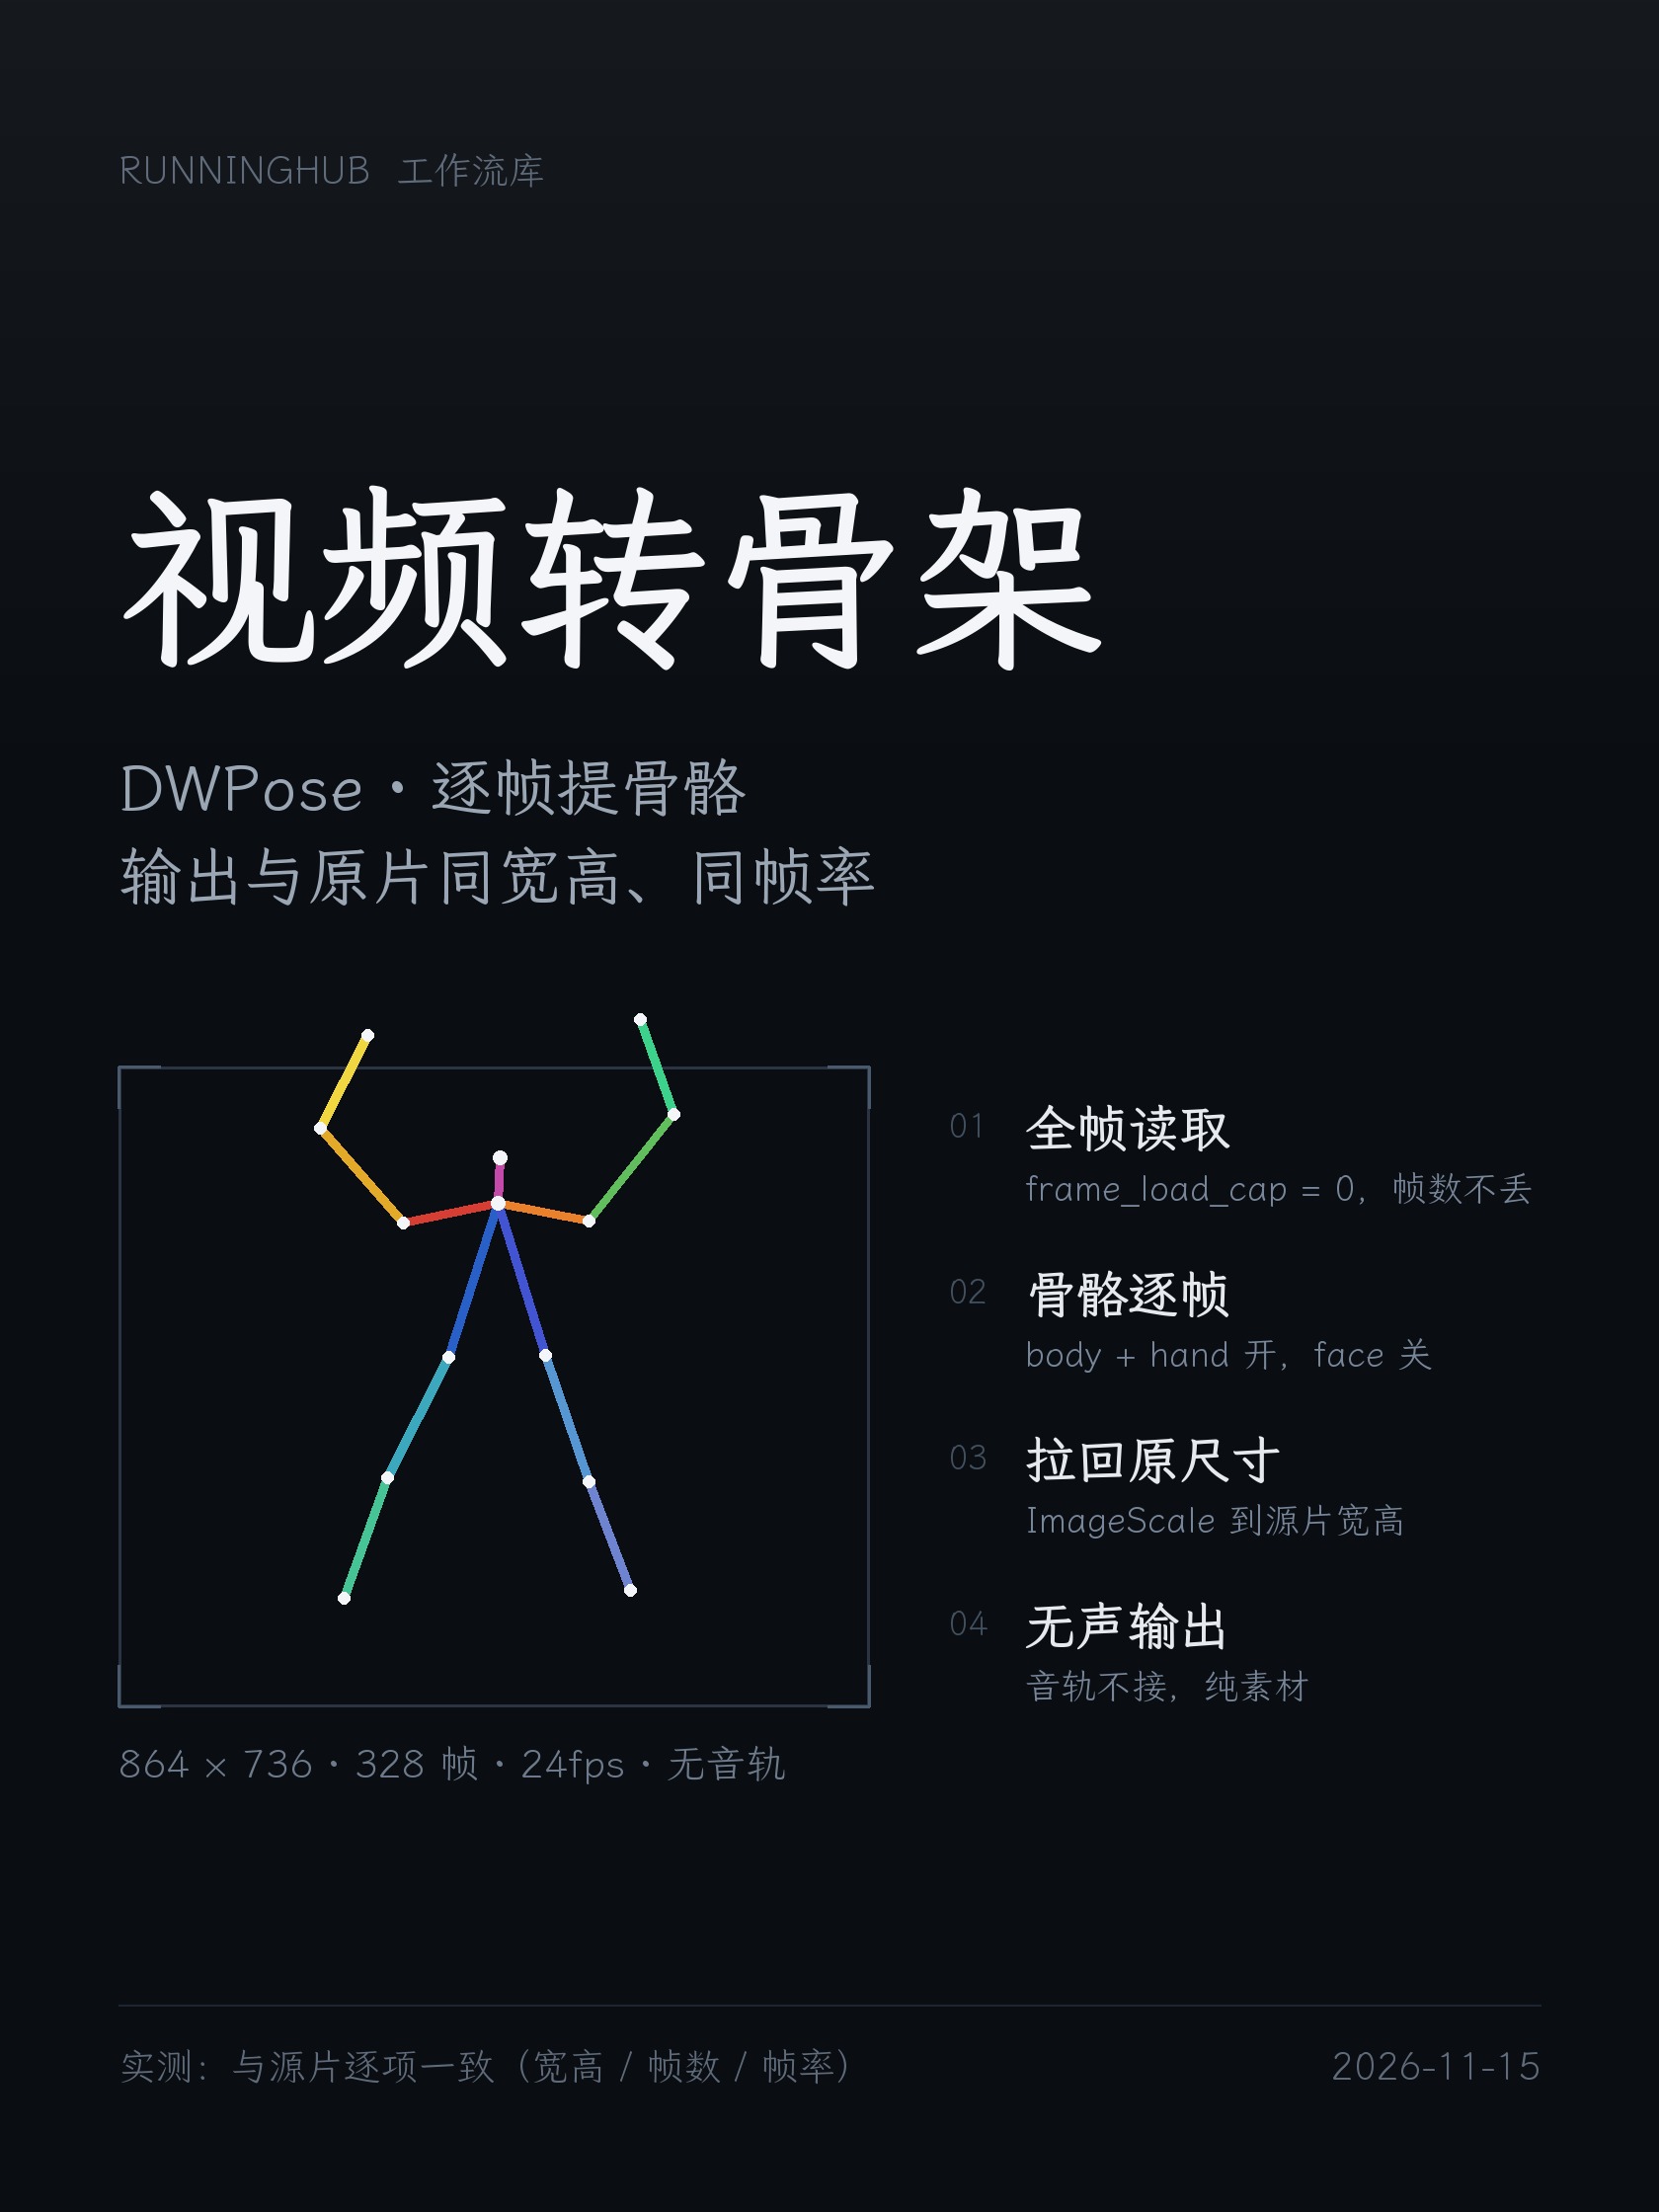 RUNNINGHUB 工作流库
视频转骨架
DWPose · 逐帧提骨骼
输出与原片同宽高、同帧率
01 全帧读取
frame_load_cap = 0，帧数不丢
02 骨骼逐帧
body + hand 开，face 关
03 拉回原尺寸
ImageScale 到源片宽高
04 无声输出
音轨不接，纯素材
864 × 736 · 328 帧 · 24fps · 无音轨
实测：与源片逐项一致（宽高 / 帧数 / 帧率）
2026-11-15